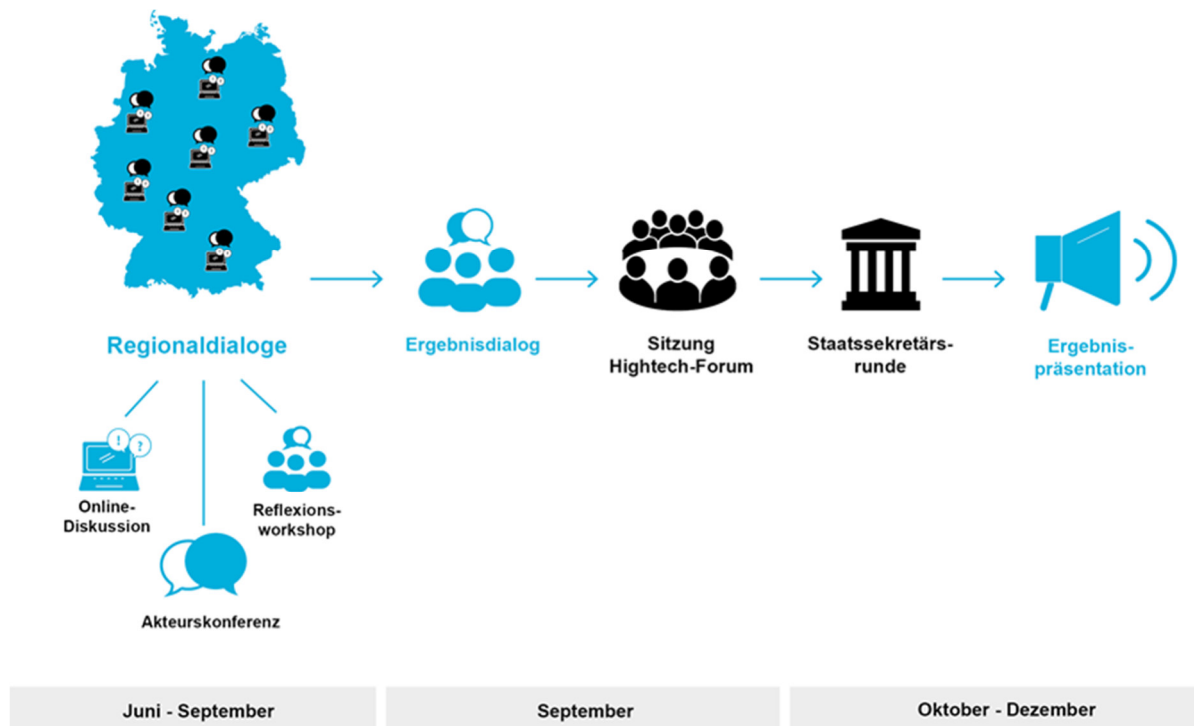 Regionaldialoge
Ergebnisdialog
Sitzung
Hightech-Forum
Staatssekretärs-
runde
Ergebnis-
präsentation
! ?
Online-
Diskussion
Reflexions-
workshop
Akteurskonferenz
Juni - September
September
Oktober - Dezember